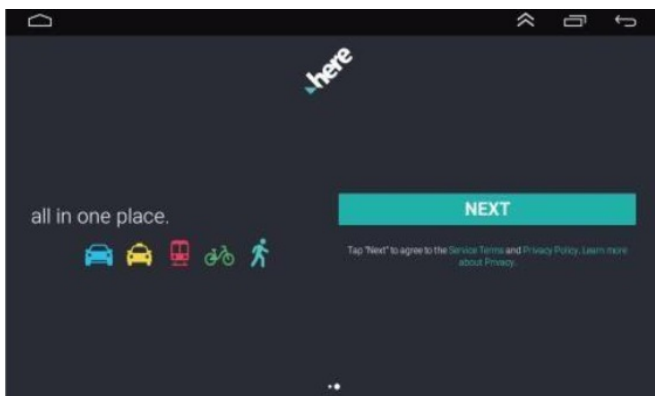 here
all in one place.
NEXT
Tap "Next" to agree to the Service Terms and Privacy Policy. Learn more
about Privacy.